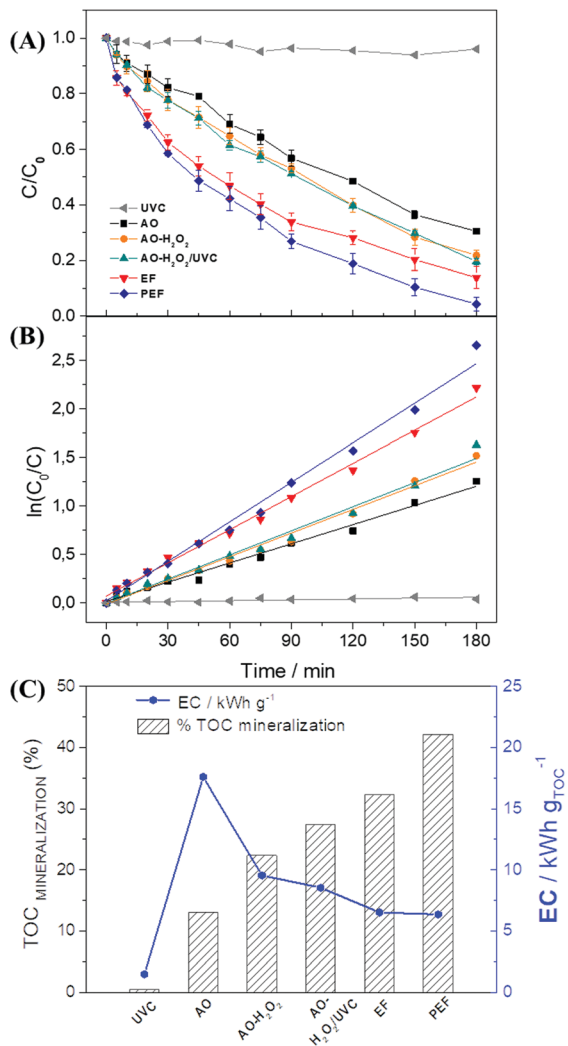 (A)
1.0
0.8
0.6
0.4
0.2
0.0
C/C₀
UVC
AO
AO-H₂O₂
AO-H₂O₂/UVC
EF
PEF
(B)
2,5
2,0
1,5
1,0
0,5
0,0
ln(C₀/C)
0 30 60 90 120 150 180
Time / min
(C)
50
40
30
20
10
0
TOC MINERALIZATION (%)
EC / kWh g⁻¹
% TOC mineralization
25
20
15
10
5
0
EC / kWh g_TOC⁻¹
UVC
AO
AO-H₂O₂
AO-
H₂O₂/UVC
EF
PEF